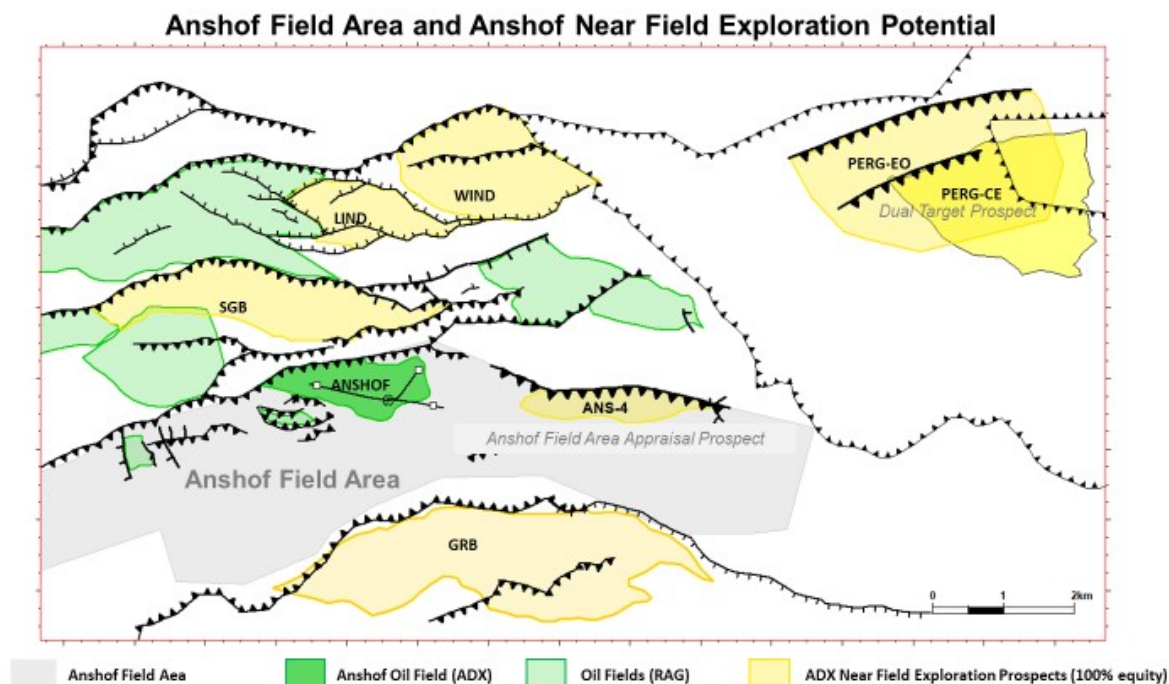 Anshof Field Area and Anshof Near Field Exploration Potential
PERG-EO
PERG-CE
Dual Target Prospect
WIND
LIND
SGB
ANSHOF
ANS-4
Anshof Field Area Appraisal Prospect
Anshof Field Area
GRB
0 1 2km
Anshof Field Aea
Anshof Oil Field (ADX)
Oil Fields (RAG)
ADX Near Field Exploration Prospects (100% equity)